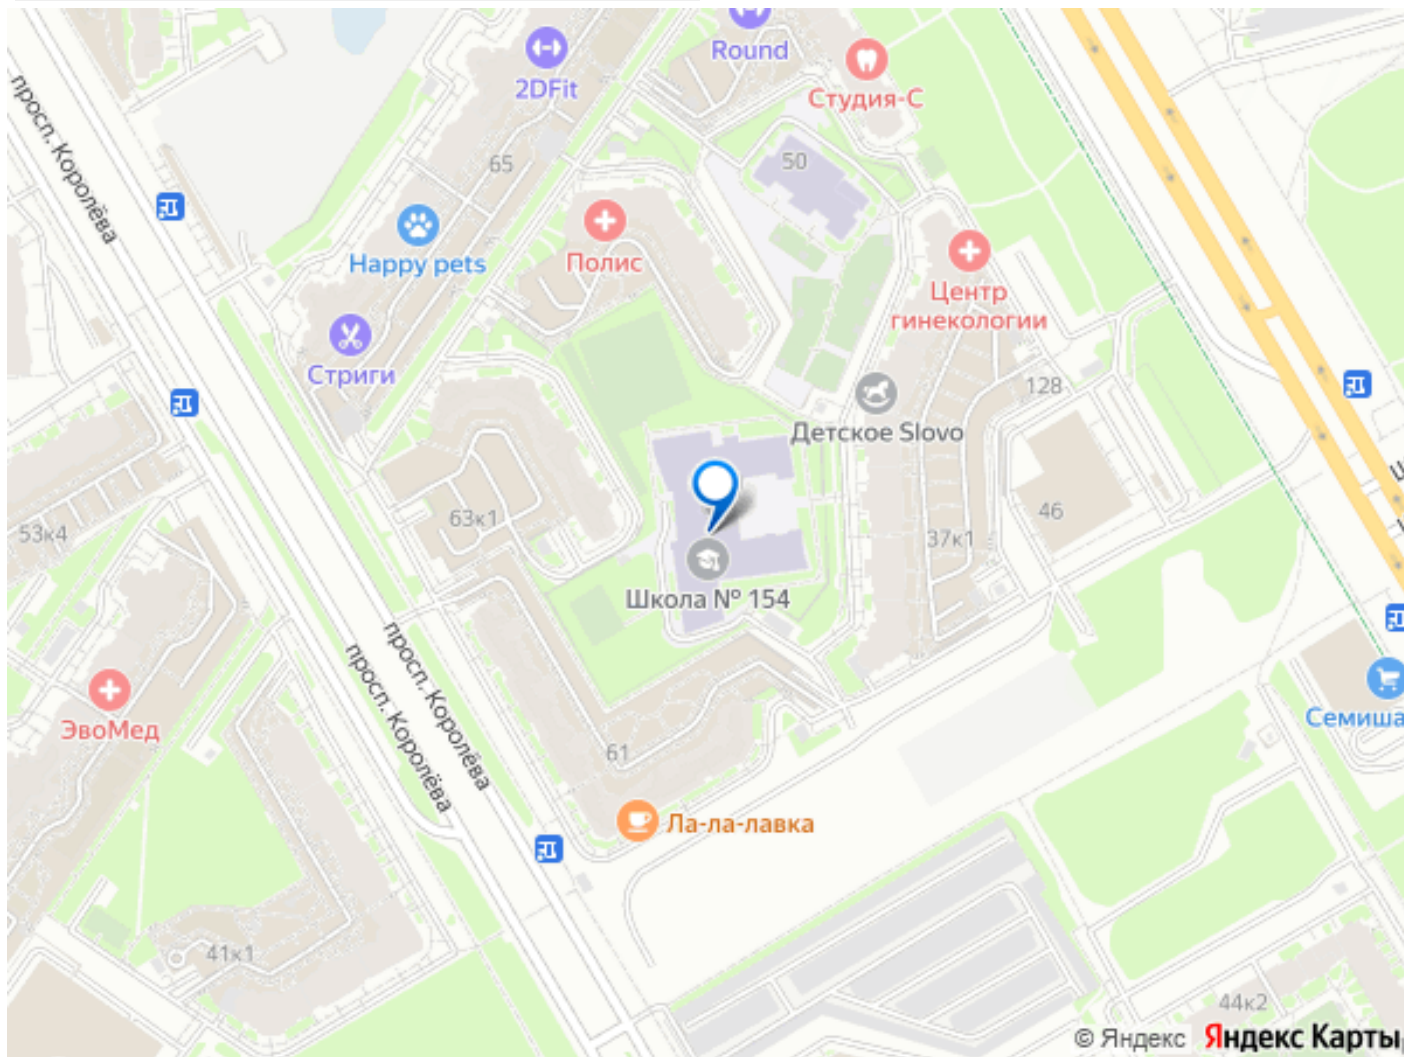 просп. Королёва
2DFit
Round
Студия-С
65
50
Happy pets
Полис
Центр
гинекологии
Стриги
128
Детское Slovo
53к4
63к1
46
37к1
Школа № 154
просп. Королёва
просп. Королёва
ЭвоМед
Семиша
61
Ла-ла-лавка
41к1
44к2
© Яндекс Яндекс Карты